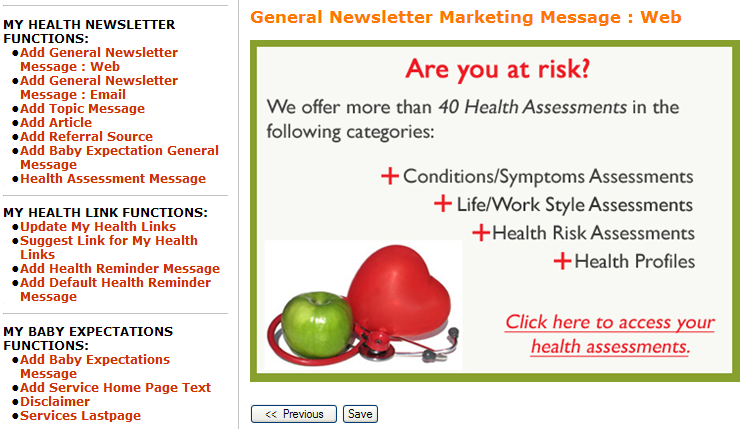 MY HEALTH NEWSLETTER
FUNCTIONS:
●Add General Newsletter
Message : Web
●Add General Newsletter
Message : Email
●Add Topic Message
●Add Article
●Add Referral Source
●Add Baby Expectation General
Message
●Health Assessment Message
MY HEALTH LINK FUNCTIONS:
●Update My Health Links
●Suggest Link for My Health
Links
●Add Health Reminder Message
●Add Default Health Reminder
Message
MY BABY EXPECTATIONS
FUNCTIONS:
●Add Baby Expectations
Message
●Add Service Home Page Text
●Disclaimer
●Services Lastpage
General Newsletter Marketing Message : Web
Are you at risk?
We offer more than 40 Health Assessments in the
following categories:
+ Conditions/Symptoms Assessments
+ Life/Work Style Assessments
+ Health Risk Assessments
+ Health Profiles
Click here to access your
health assessments.
<< Previous
Save